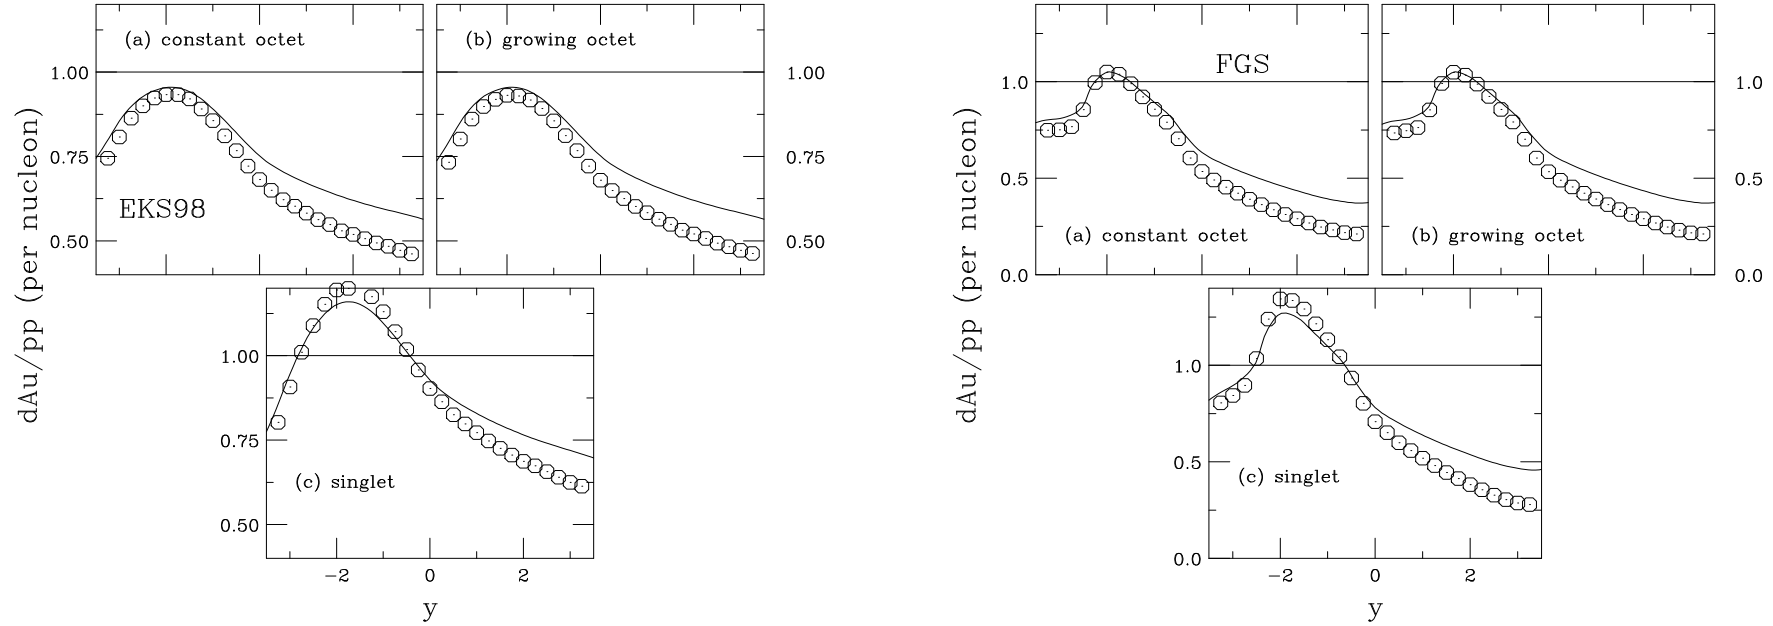 (a) constant octet
(b) growing octet
1.00
1.00
0.75
0.75
EKS98
0.50
0.50
dAu/pp (per nucleon)
1.00
0.75
(c) singlet
0.50
−2 0 2
y
FGS
1.0
1.0
0.5
0.5
(a) constant octet
(b) growing octet
0.0
0.0
dAu/pp (per nucleon)
1.0
0.5
(c) singlet
0.0
−2 0 2
y